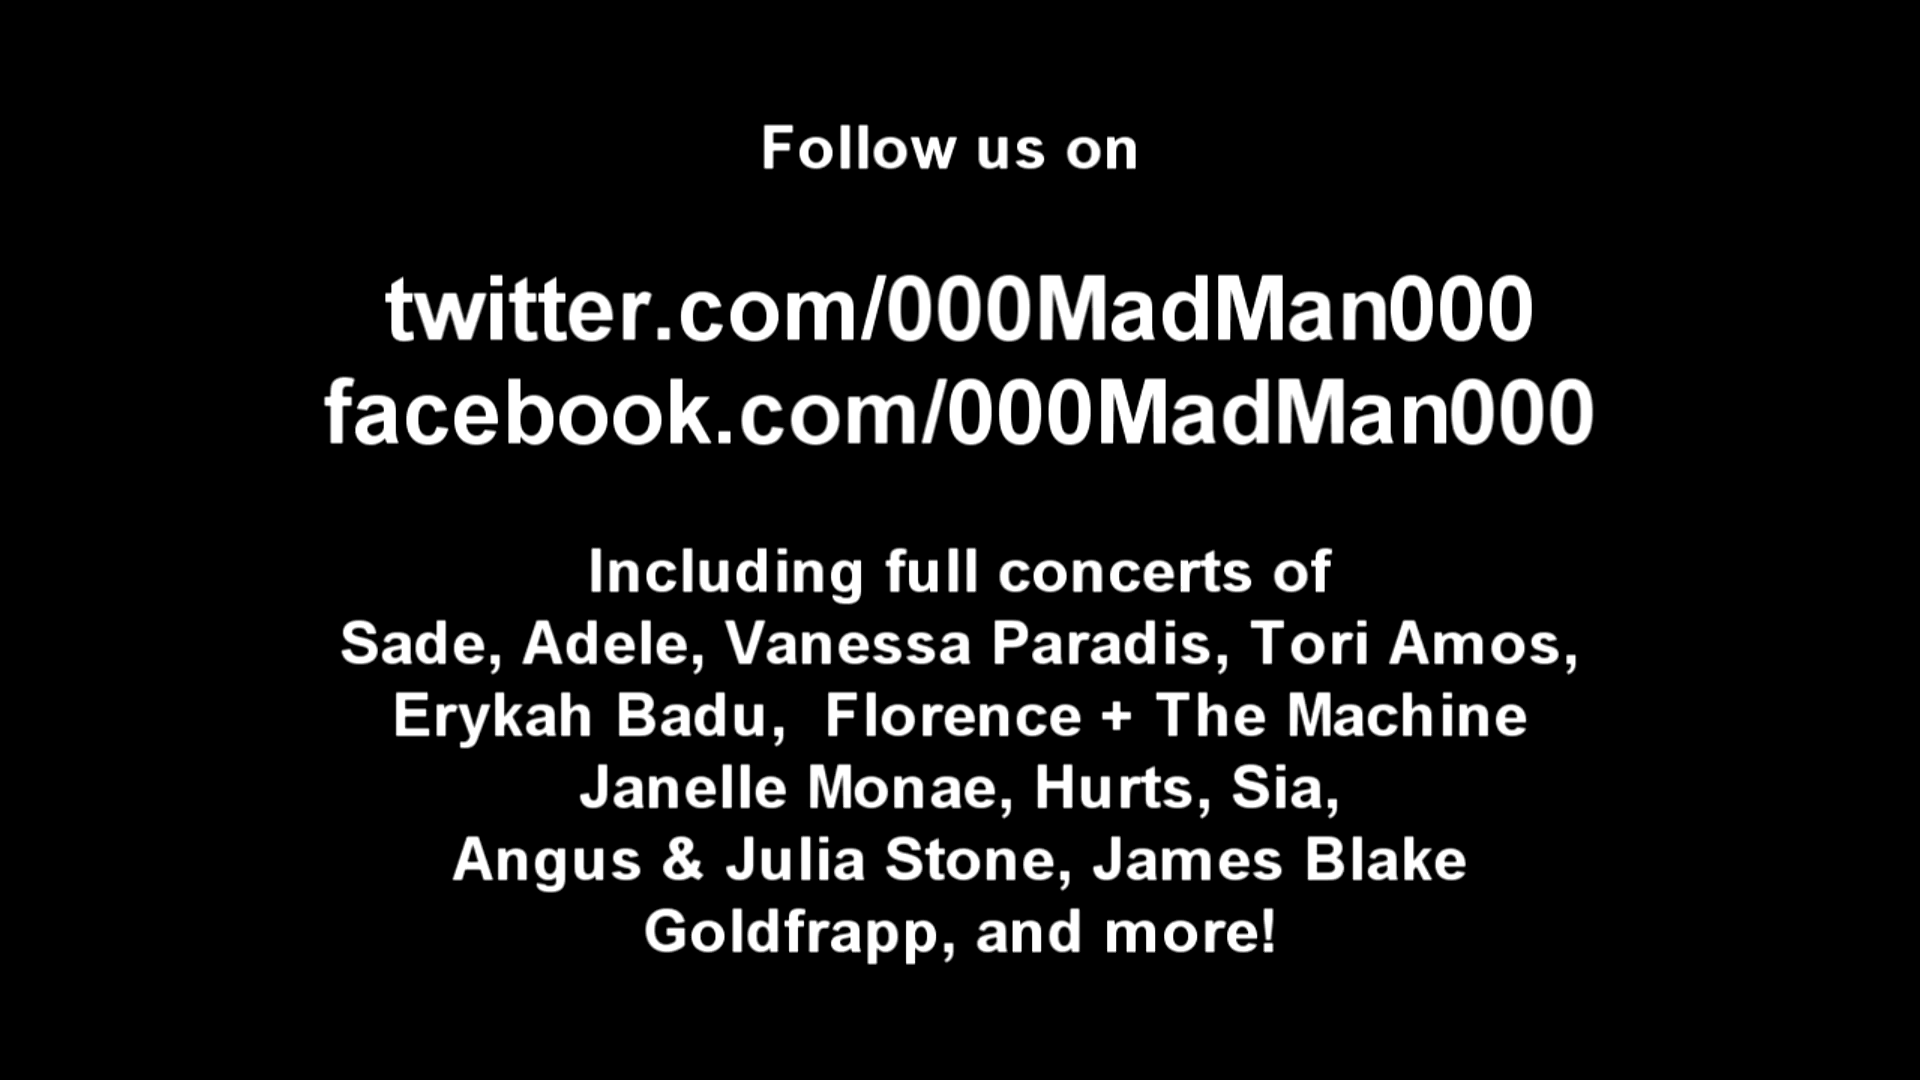 Follow us on
twitter.com/000MadMan000
facebook.com/000MadMan000
Including full concerts of
Sade, Adele, Vanessa Paradis, Tori Amos,
Erykah Badu,  Florence + The Machine
Janelle Monae, Hurts, Sia,
Angus & Julia Stone, James Blake
Goldfrapp, and more!